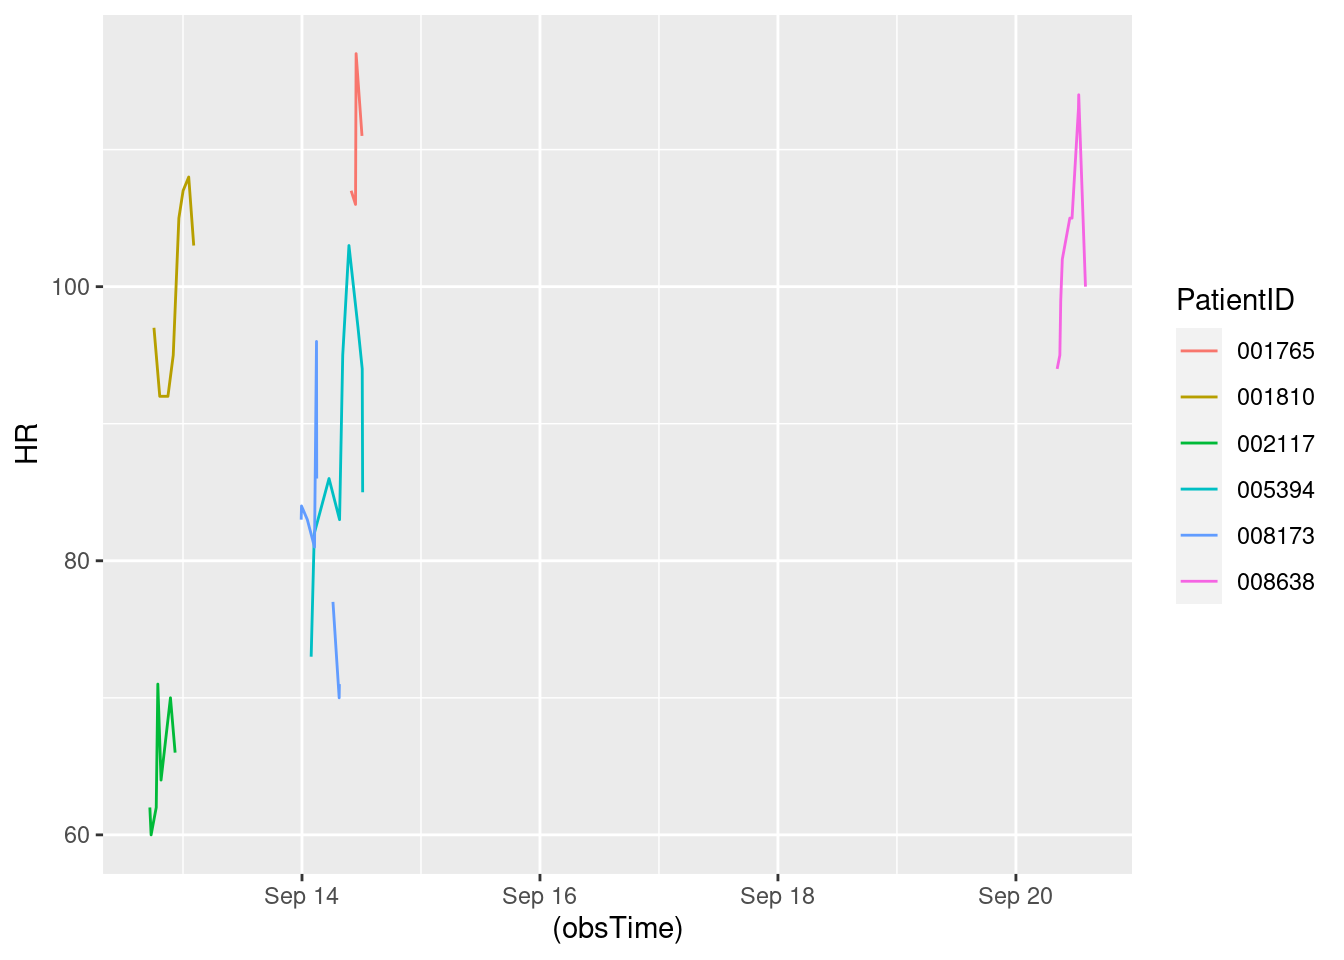 HR
100
80
60
Sep 14
Sep 16
Sep 18
Sep 20
(obsTime)
PatientID
001765
001810
002117
005394
008173
008638